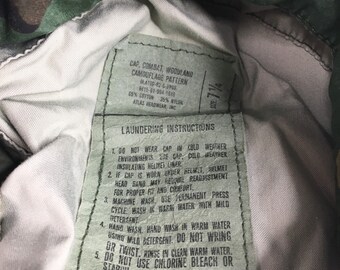 CAP, COMBAT, WOODLAND
CAMOUFLAGE PATTERN
50% COTTON 50% NYLON
ATLAS HEADWEAR, INC.
SIZE 7 1/4
LAUNDERING INSTRUCTIONS
1. DO NOT WEAR CAP IN COLD WEATHER
ENVIRONMENTS. USE CAP, COLD WEATHER
INSULATING HELMET LINER.
2. IF CAP IS WORN UNDER HELMET, HELMET
HEAD BAND MAY REQUIRE READJUSTMENT
FOR PROPER FIT AND COMFORT.
3. MACHINE WASH. USE PERMANENT PRESS
CYCLE, WASH IN WARM WATER WITH MILD
DETERGENT.
4. HAND WASH. HAND WASH IN WARM WATER
USING MILD DETERGENT. DO NOT WRING
OR TWIST. RINSE IN CLEAN WARM WATER.
5. DO NOT USE CHLORINE BLEACH OR